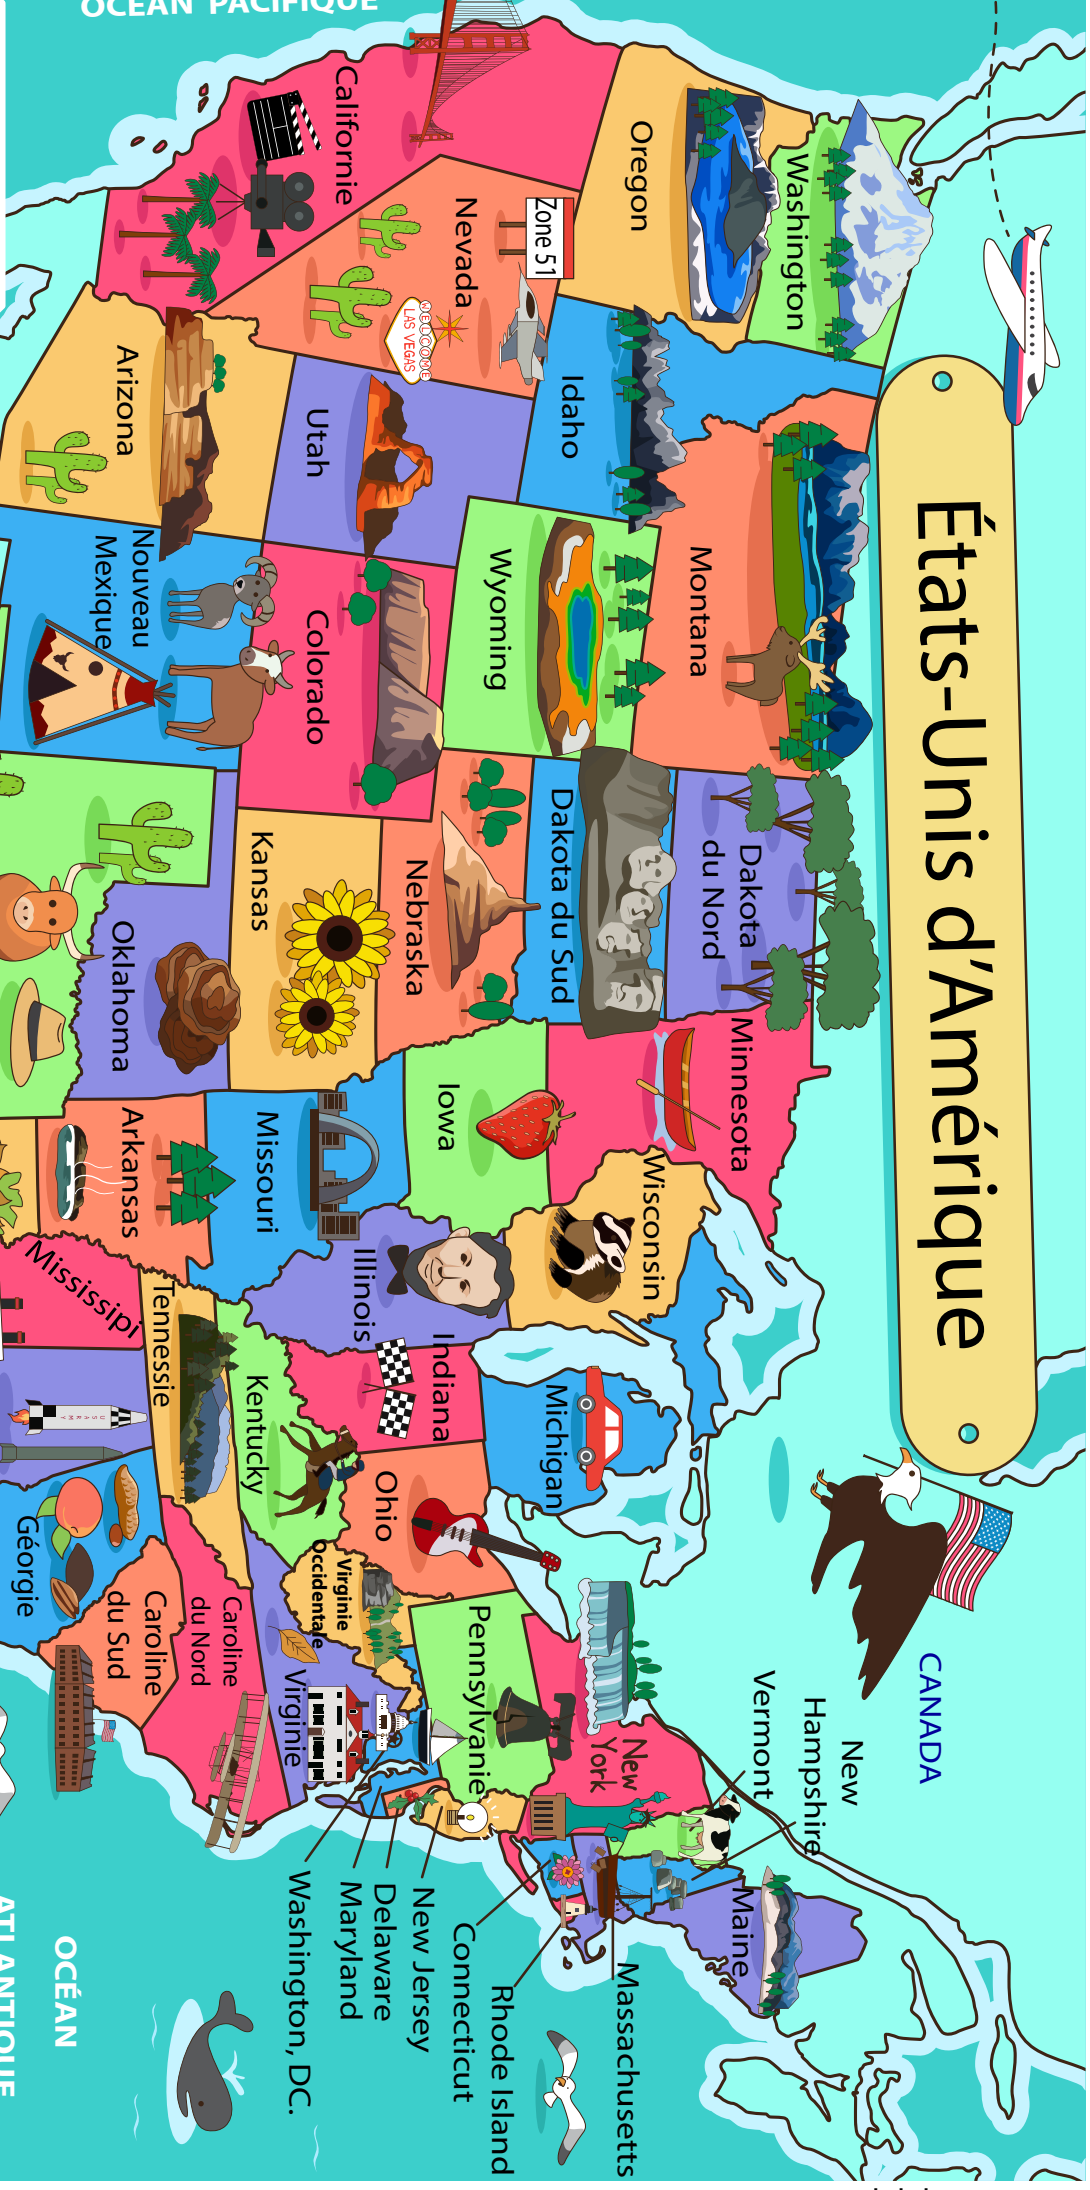 États-Unis d'Amérique
CANADA
OCÉAN PACIFIQUE
Washington
Oregon
Californie
Zone 51
Nevada
WELCOME
LAS VEGAS
Idaho
Montana
Wyoming
Utah
Arizona
Colorado
Nouveau
Mexique
Dakota
du Nord
Dakota du Sud
Nebraska
Kansas
Oklahoma
Minnesota
Iowa
Missouri
Arkansas
Wisconsin
Illinois
Michigan
Indiana
Ohio
Kentucky
Tennessie
Mississipi
US ARMY
Géorgie
Caroline
du Sud
Caroline
du Nord
Virginie
Occidentale
Virginie
Pennsylvanie
New
York
Vermont
New
Hampshire
Maine
Massachusetts
Rhode Island
Connecticut
New Jersey
Delaware
Maryland
Washington, DC.
OCÉAN
ATLANTIQUE